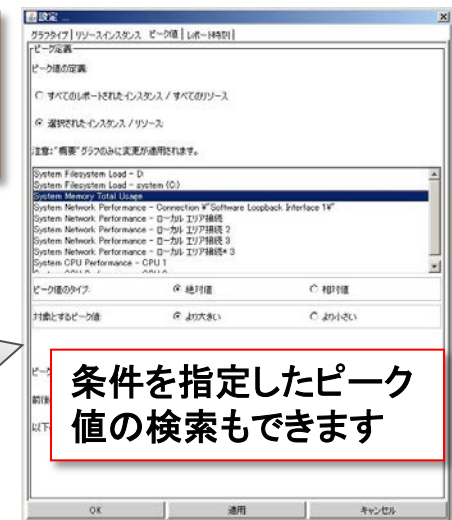 設定 ...
グラフタイプ リソースインスタンス ピーク値 レポート時刻
ピーク定義
ピーク値の定義:
すべてのレポートされたインスタンス / すべてのリソース
選択されたインスタンス / リソース
注意: "概要" グラフのみに変更が適用されます。
System Filesystem Load - D
System Filesystem Load - system (C:)
System Memory Total Usage
System Network Performance - Connection ¥"Software Loopback Interface 1¥"
System Network Performance - ローカル エリア接続
System Network Performance - ローカル エリア接続 2
System Network Performance - ローカル エリア接続 3
System Network Performance - ローカル エリア接続* 3
System CPU Performance - CPU 1
ピーク値のタイプ: 絶対値 相対値
対象とするピーク値: より大きい より小さい
条件を指定したピーク
値の検索もできます
OK 適用 キャンセル